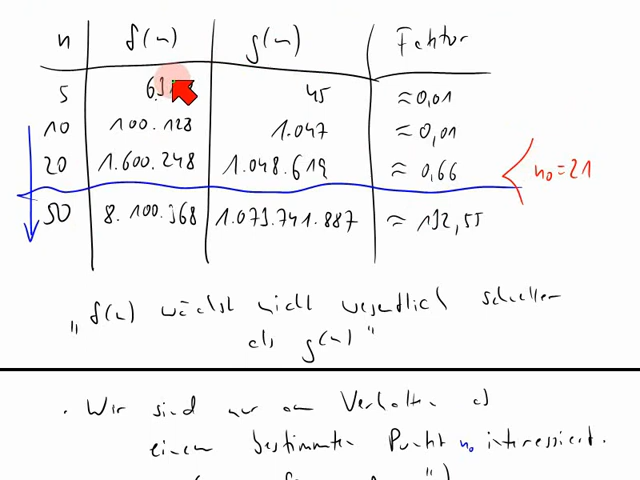 n f(n) g(n) Faktor
5 45 ≈ 0,01
10 100.128 1.047 ≈ 0,01
20 1.600.248 1.048.619 ≈ 0,66
n₀=21
30 8.100.368 1.073.741.887 ≈ 132,55
„f(n) wächst nicht wesentlich schneller
als g(n)"
. Wir sind nur am Verhalten ab
einem bestimmten Punkt n₀ interessiert.